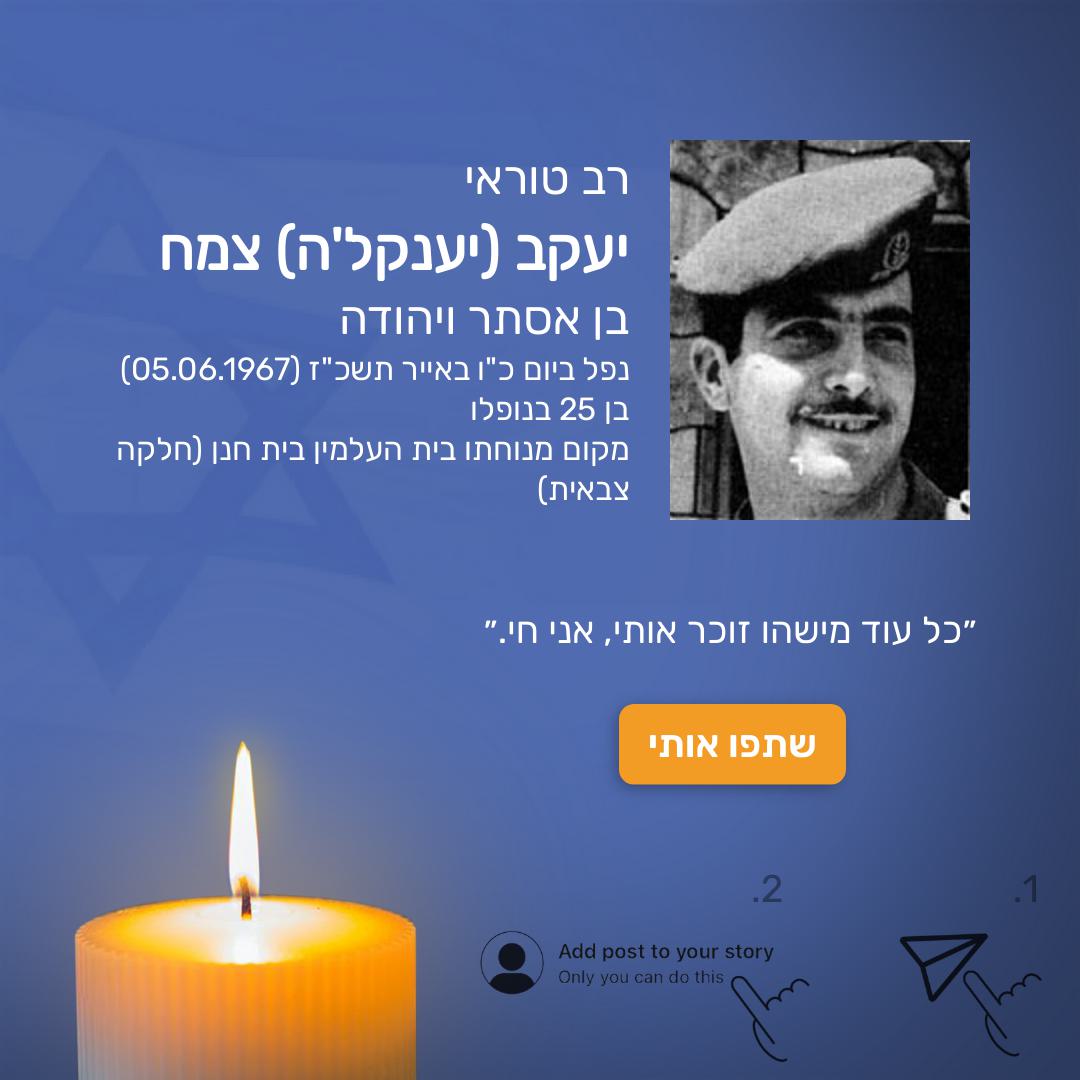 רב טוראי
יעקב (יענקל'ה) צמח
בן אסתר ויהודה
נפל ביום כ"ו באייר תשכ"ז (05.06.1967)
בן 25 בנופלו
מקום מנוחתו בית העלמין בית חנן (חלקה
צבאית)
״כל עוד מישהו זוכר אותי, אני חי.״
שתפו אותי
.1
.2
Add post to your story
Only you can do this